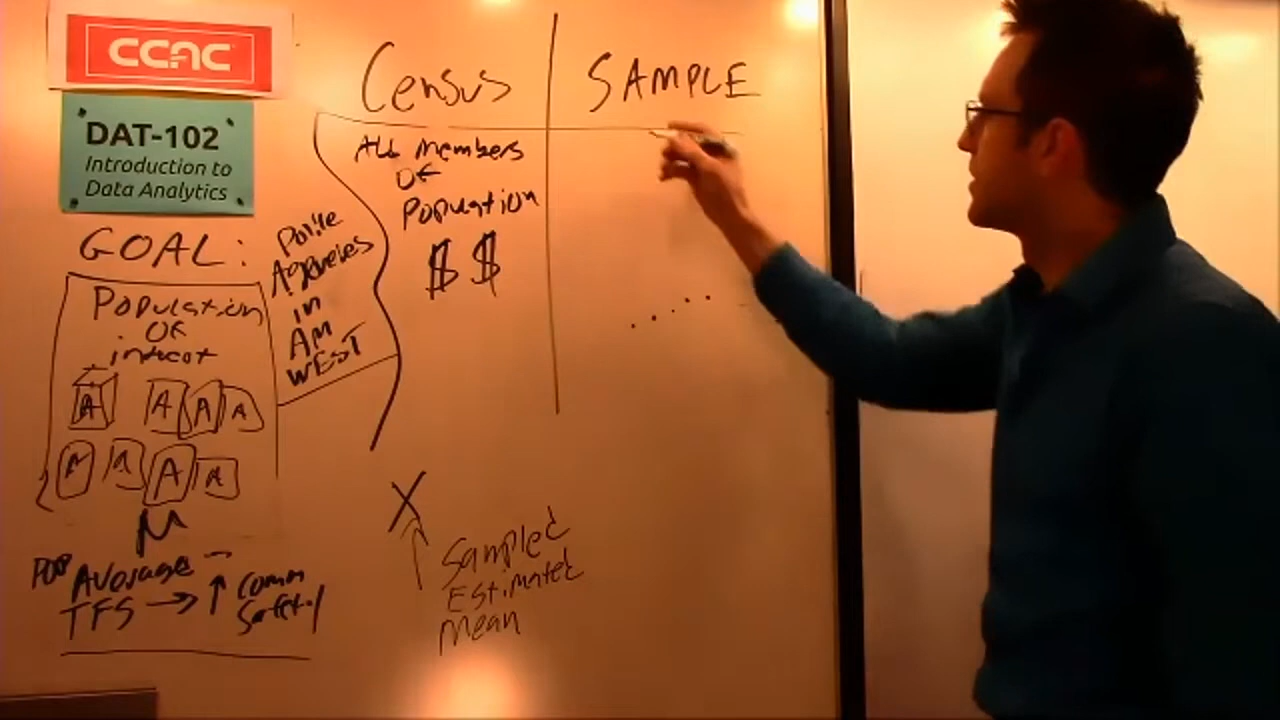 CCAC
DAT-102
Introduction to
Data Analytics
GOAL:
Population
OF
interest
A A A A
A A A A
M
Pop Average
TFS → ↑ Comm
Safety
Police
Agencies
in
AM
WEST
Census
ALL Members
OF
Population
$ $
SAMPLE
X
Sampled
Estimated
Mean